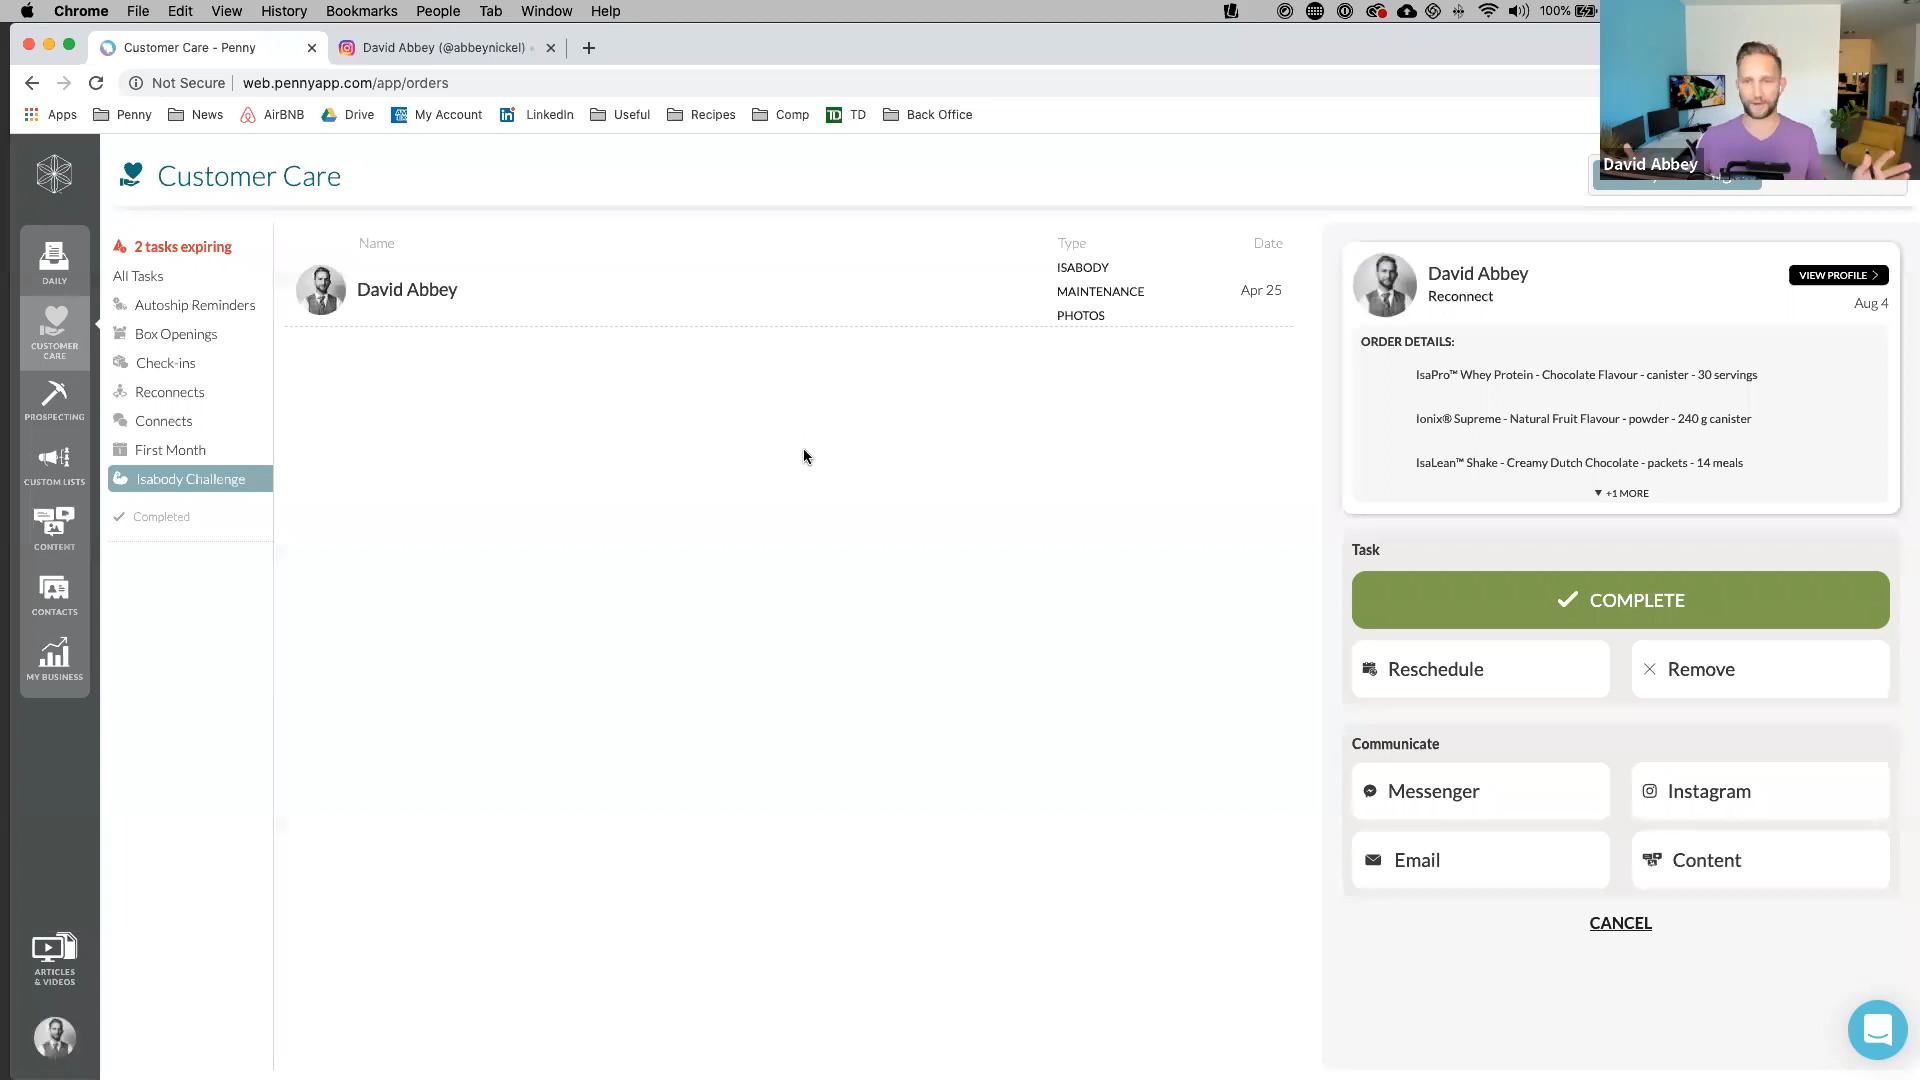 Chrome File Edit View History Bookmarks People Tab Window Help
100%
Customer Care - Penny
David Abbey (@abbeynickel)
Not Secure web.pennyapp.com/app/orders
Apps Penny News AirBNB Drive My Account LinkedIn Useful Recipes Comp TD Back Office
David Abbey
Customer Care
DAILY
CUSTOMER
CARE
PROSPECTING
CUSTOM LISTS
CONTENT
CONTACTS
MY BUSINESS
ARTICLES
& VIDEOS
2 tasks expiring
All Tasks
Autoship Reminders
Box Openings
Check-ins
Reconnects
Connects
First Month
Isabody Challenge
Completed
Name Type Date
David Abbey
ISABODY
MAINTENANCE
PHOTOS
Apr 25
David Abbey
Reconnect
VIEW PROFILE
Aug 4
ORDER DETAILS:
IsaPro™ Whey Protein - Chocolate Flavour - canister - 30 servings
Ionix® Supreme - Natural Fruit Flavour - powder - 240 g canister
IsaLean™ Shake - Creamy Dutch Chocolate - packets - 14 meals
+1 MORE
Task
COMPLETE
Reschedule
Remove
Communicate
Messenger
Instagram
Email
Content
CANCEL